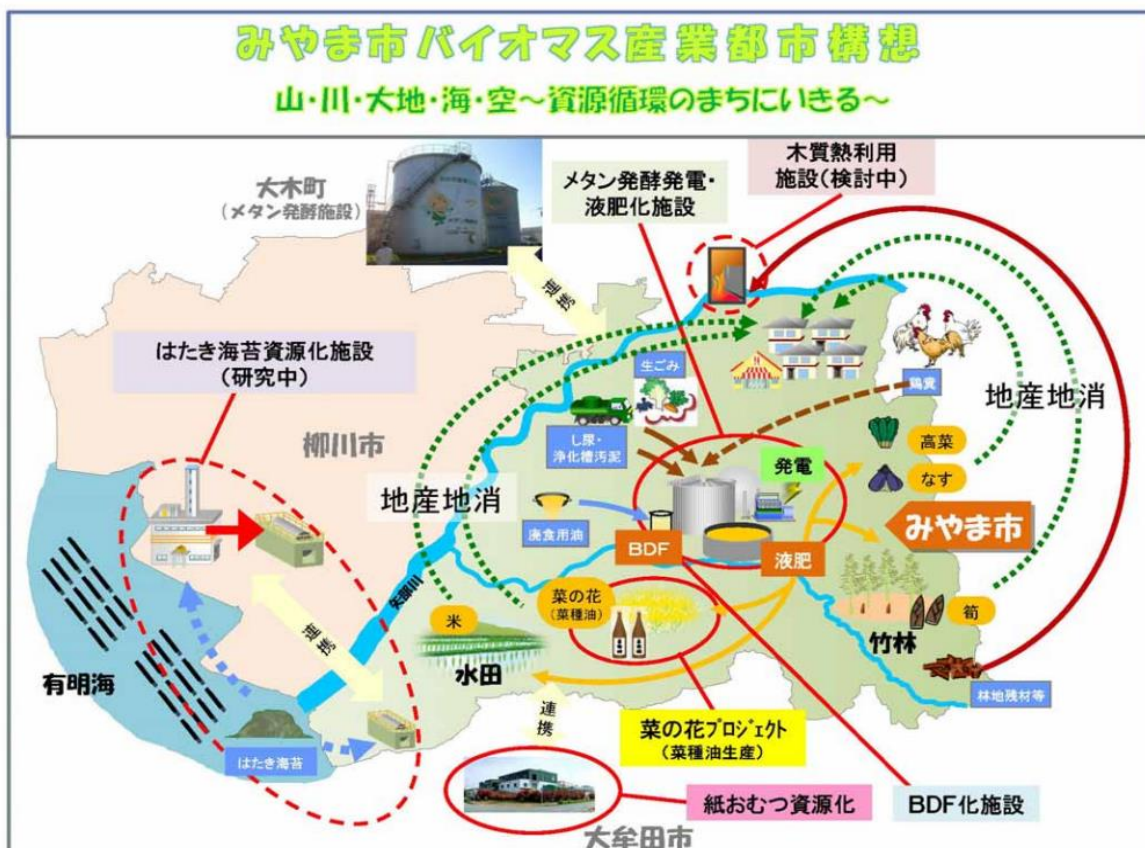 みやま市バイオマス産業都市構想
山・川・大地・海・空～資源循環のまちにいきる～
大木町
（メタン発酵施設）
メタン発酵発電・
液肥化施設
木質熱利用
施設（検討中）
連携
はたき海苔資源化施設
（研究中）
生ごみ
鶏糞
地産地消
柳川市
し尿・
浄化槽汚泥
発電
高菜
なす
地産地消
廃食用油
みやま市
BDF
液肥
矢部川
菜の花
（菜種油）
米
筍
連携
水田
竹林
有明海
林地残材等
連携
菜の花プロジェクト
（菜種油生産）
はたき海苔
紙おむつ資源化
BDF化施設
大牟田市